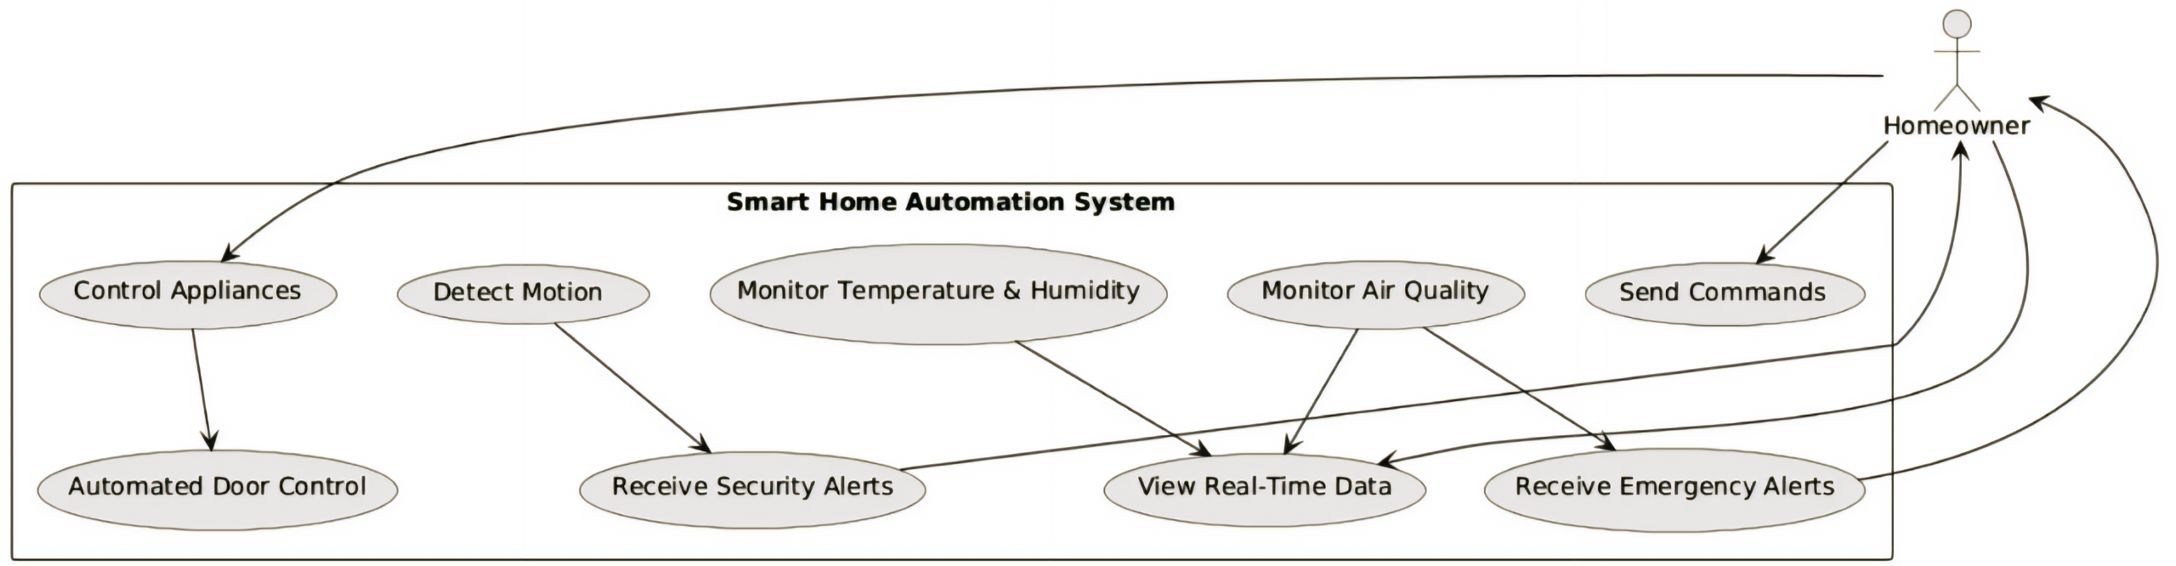 Homeowner
Smart Home Automation System
Control Appliances
Detect Motion
Monitor Temperature & Humidity
Monitor Air Quality
Send Commands
Automated Door Control
Receive Security Alerts
View Real-Time Data
Receive Emergency Alerts